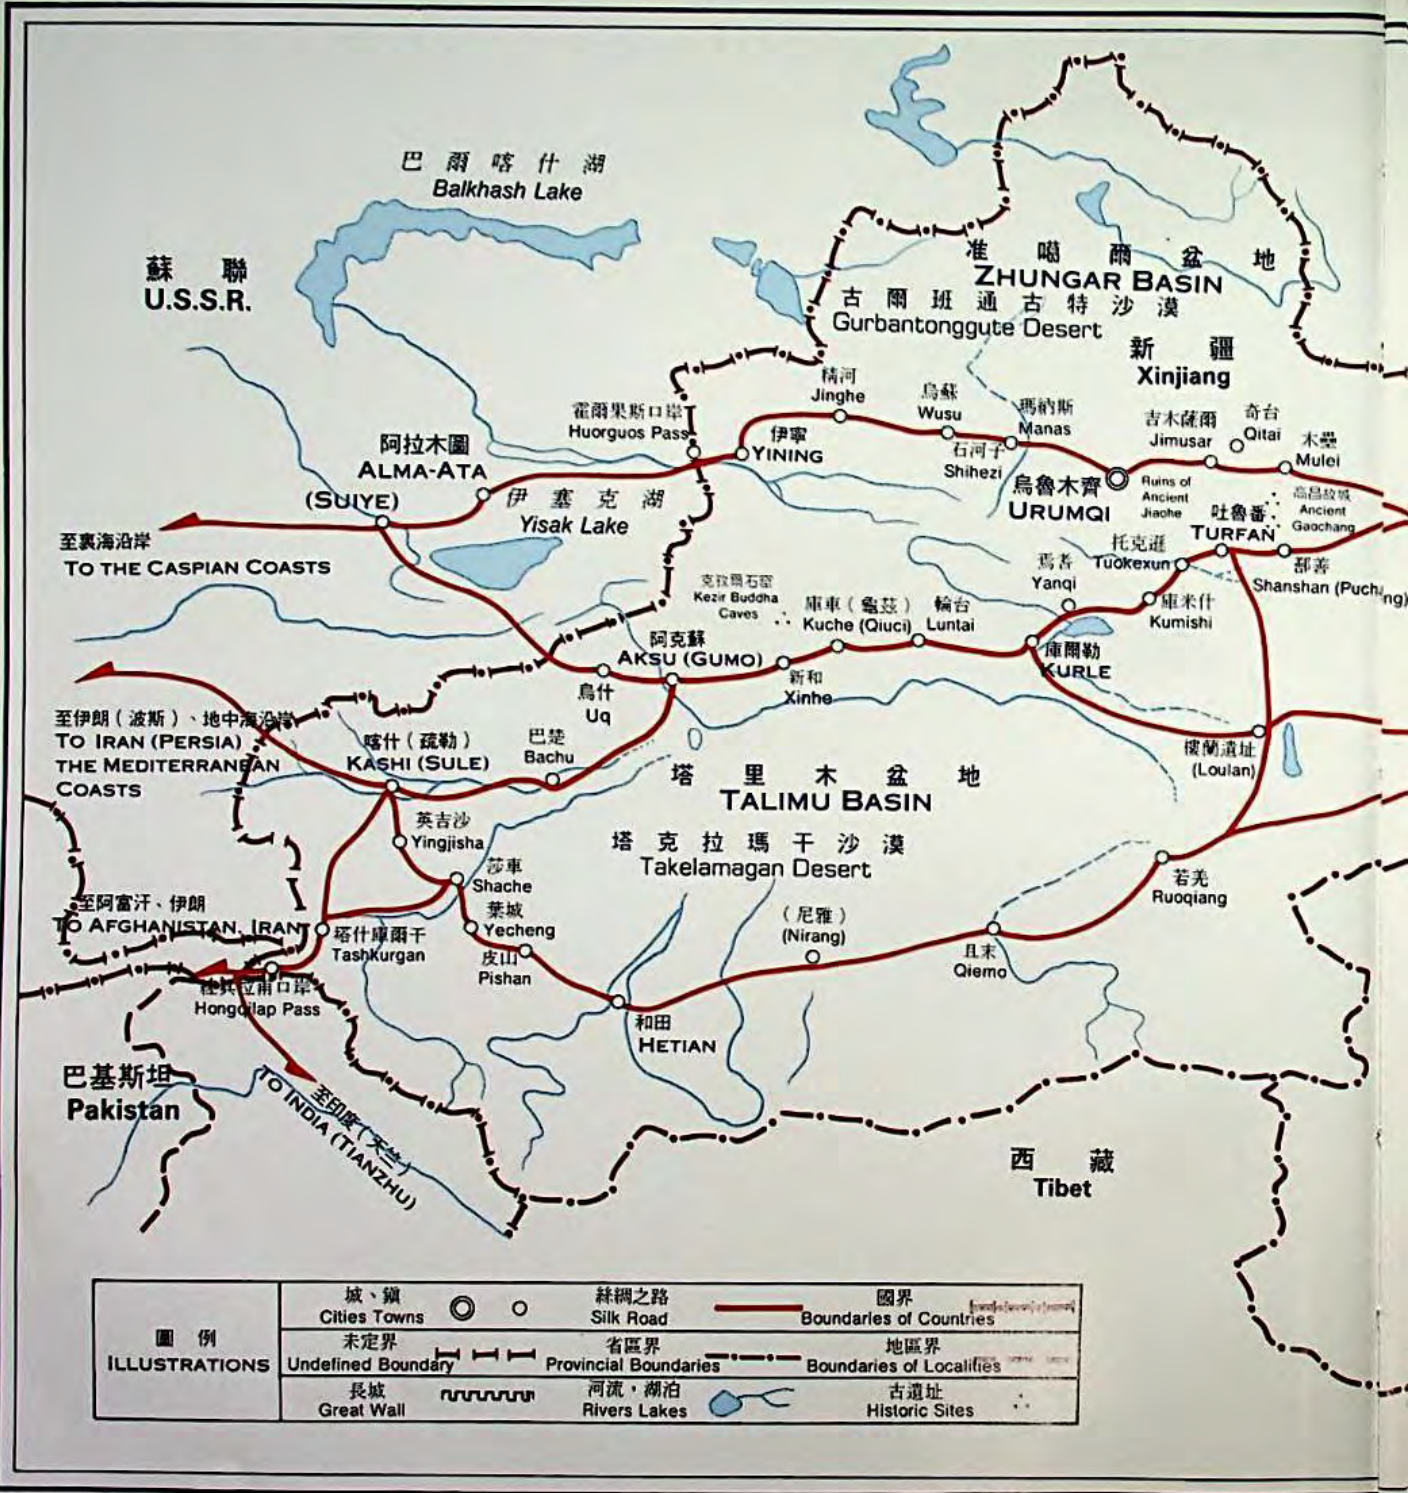 巴爾喀什湖
Balkhash Lake
蘇聯
U.S.S.R.
准噶爾盆地
ZHUNGAR BASIN
古爾班通古特沙漠
Gurbantonggute Desert
新疆
Xinjiang
精河
Jinghe
烏蘇
Wusu
瑪納斯
Manas
石河子
Shihezi
吉木薩爾
Jimusar
奇台
Qitai
木壘
Mulei
霍爾果斯口岸
Huorguos Pass
伊寧
YINING
阿拉木圖
ALMA-ATA
(SUIYE)
伊塞克湖
Yisak Lake
烏魯木齊
URUMQI
Ruins of
Ancient
Jiaohe
高昌故城
Ancient
Gaochang
吐魯番
TURFAN
托克遜
Tuokexun
鄯善
Shanshan (Puchang)
至裏海沿岸
TO THE CASPIAN COASTS
克孜爾石窟
Kezir Buddha
Caves
庫車(龜茲)
Kuche (Qiuci)
輪台
Luntai
焉耆
Yanqi
庫米什
Kumishi
阿克蘇
AKSU (GUMO)
新和
Xinhe
庫爾勒
KURLE
烏什
Uq
至伊朗(波斯)、地中海沿岸
TO IRAN (PERSIA)
THE MEDITERRANEAN
COASTS
喀什(疏勒)
KASHI (SULE)
巴楚
Bachu
樓蘭遺址
(Loulan)
塔里木盆地
TALIMU BASIN
塔克拉瑪干沙漠
Takelamagan Desert
英吉沙
Yingjisha
莎車
Shache
葉城
Yecheng
皮山
Pishan
若羌
Ruoqiang
至阿富汗、伊朗
TO AFGHANISTAN, IRAN
塔什庫爾干
Tashkurgan
(尼雅)
(Nirang)
且末
Qiemo
口岸
Hongqilap Pass
和田
HETIAN
巴基斯坦
Pakistan
至印度(天竺)
TO INDIA (TIANZHU)
西藏
Tibet
圖例
ILLUSTRATIONS
城、鎮
Cities Towns
絲綢之路
Silk Road
國界
Boundaries of Countries
未定界
Undefined Boundary
省區界
Provincial Boundaries
地區界
Boundaries of Localities
長城
Great Wall
河流,湖泊
Rivers Lakes
古遺址
Historic Sites